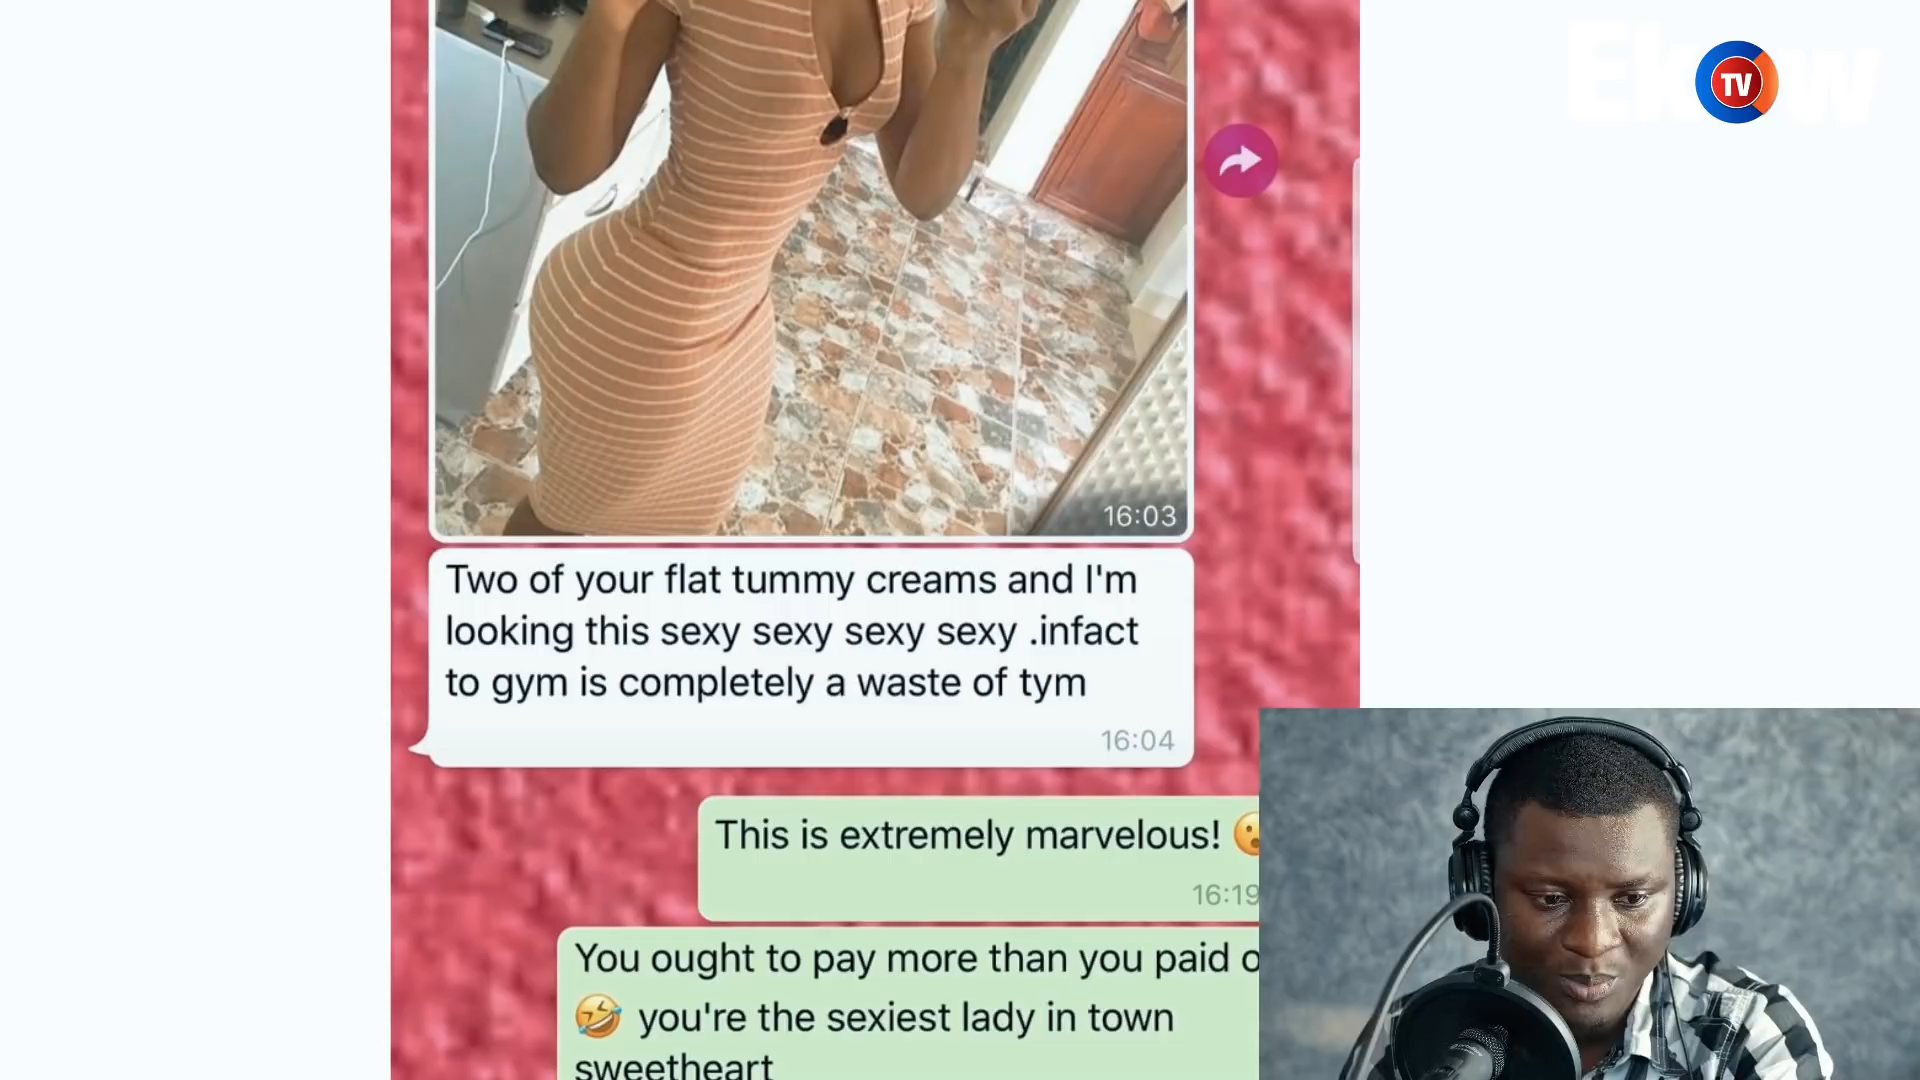 TV
16:03
Two of your flat tummy creams and I'm
looking this sexy sexy sexy sexy .infact
to gym is completely a waste of tym
16:04
This is extremely marvelous! 😮
16:19
You ought to pay more than you paid
🤣 you're the sexiest lady in town
sweetheart